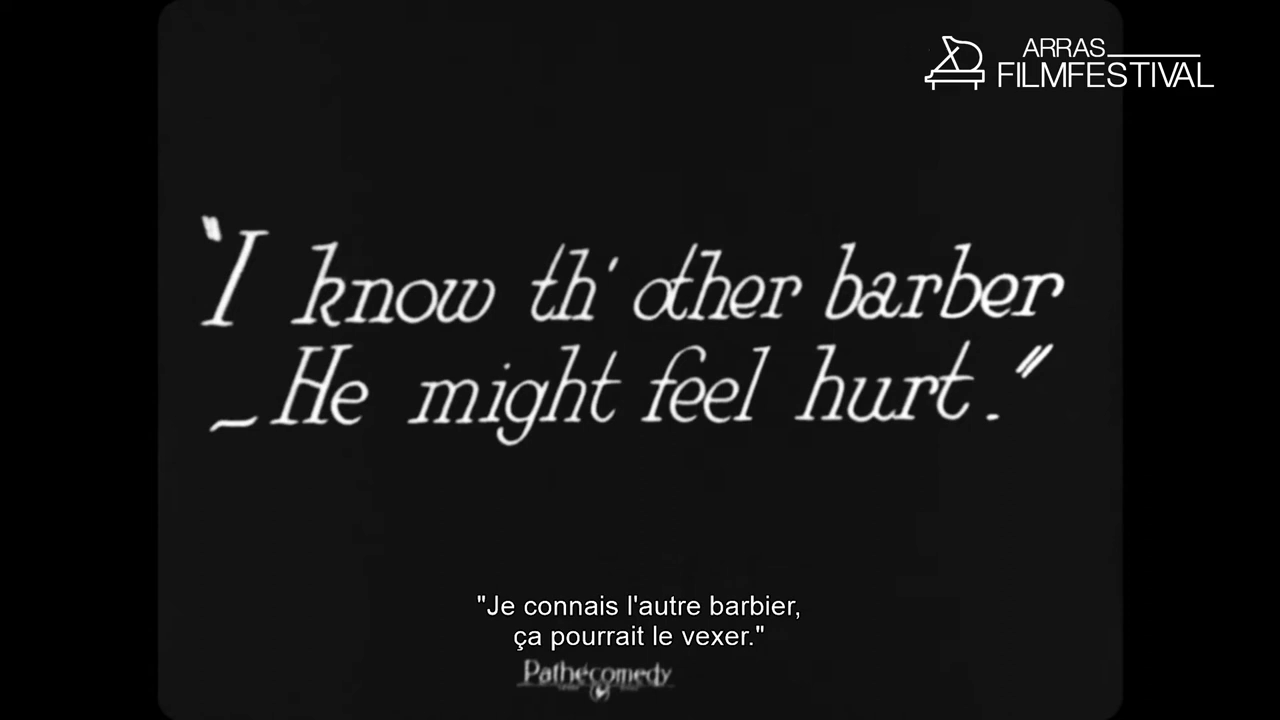 ARRAS
FILMFESTIVAL
"I know th' other barber
_He might feel hurt."
"Je connais l'autre barbier,
ça pourrait le vexer."
Pathécomedy